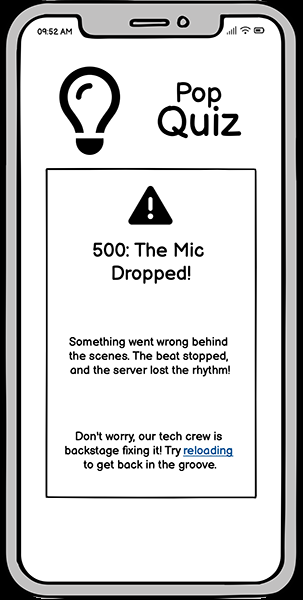 09:52 AM
Pop
Quiz
500: The Mic
Dropped!
Something went wrong behind
the scenes. The beat stopped,
and the server lost the rhythm!
Don't worry, our tech crew is
backstage fixing it! Try reloading
to get back in the groove.